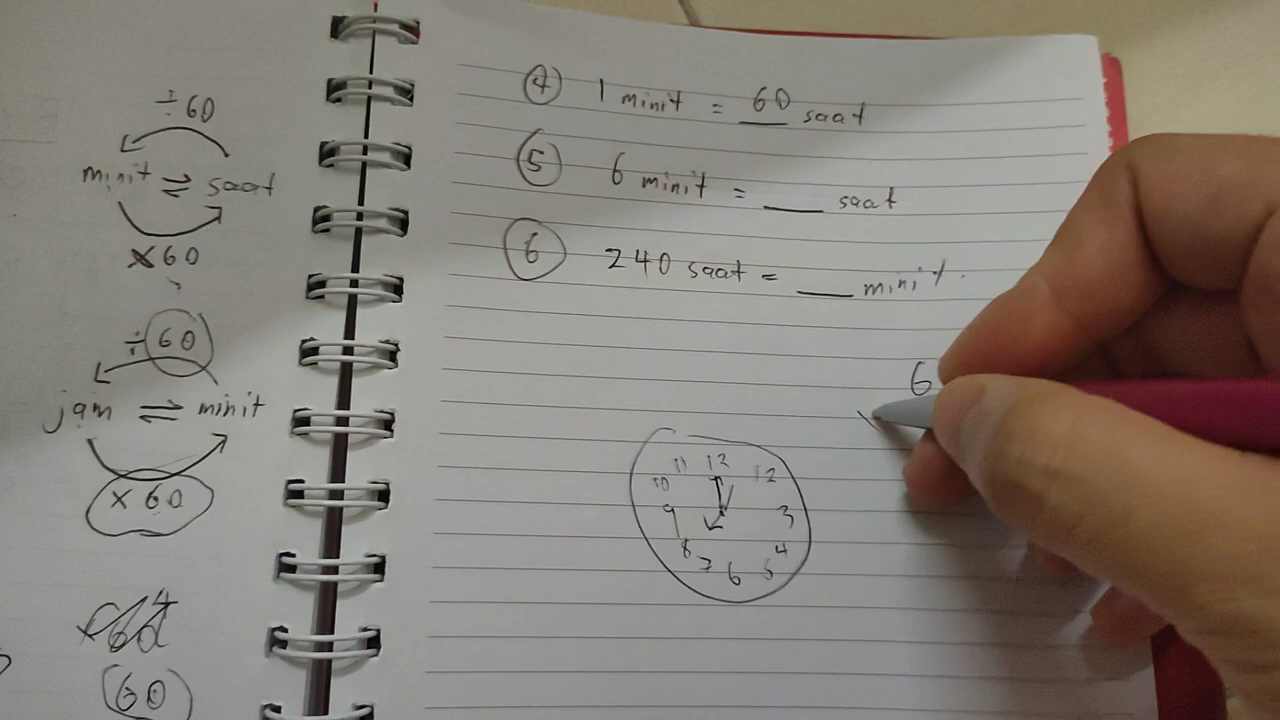 ÷60
minit ⇌ saat
×60
÷60
jam ⇌ minit
×60
60
④ 1 minit = 60 saat
⑤ 6 minit = ___ saat
⑥ 240 saat = ___ minit.
6
11 12 12
10
9 3
8 4
7 6 5